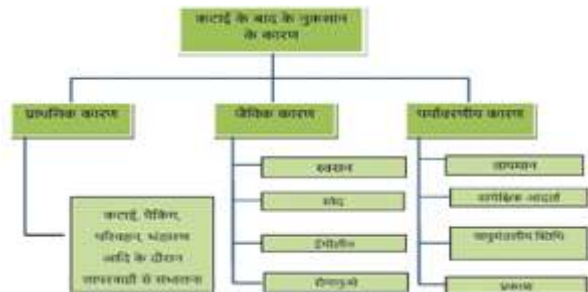 कटाई के बाद के नुकसान
के कारण
प्राथमिक कारण
जैविक कारण
पर्यावरणीय कारण
श्वसन
तापमान
कटाई, पैकिंग,
परिवहन, भंडारण
आदि के दौरान
लापरवाही से संभालना
स्वेद
सापेक्षिक आर्द्रता
ईथीलीन
वायुमंडलीय स्थिति
रोगाणुओं
प्रकाश